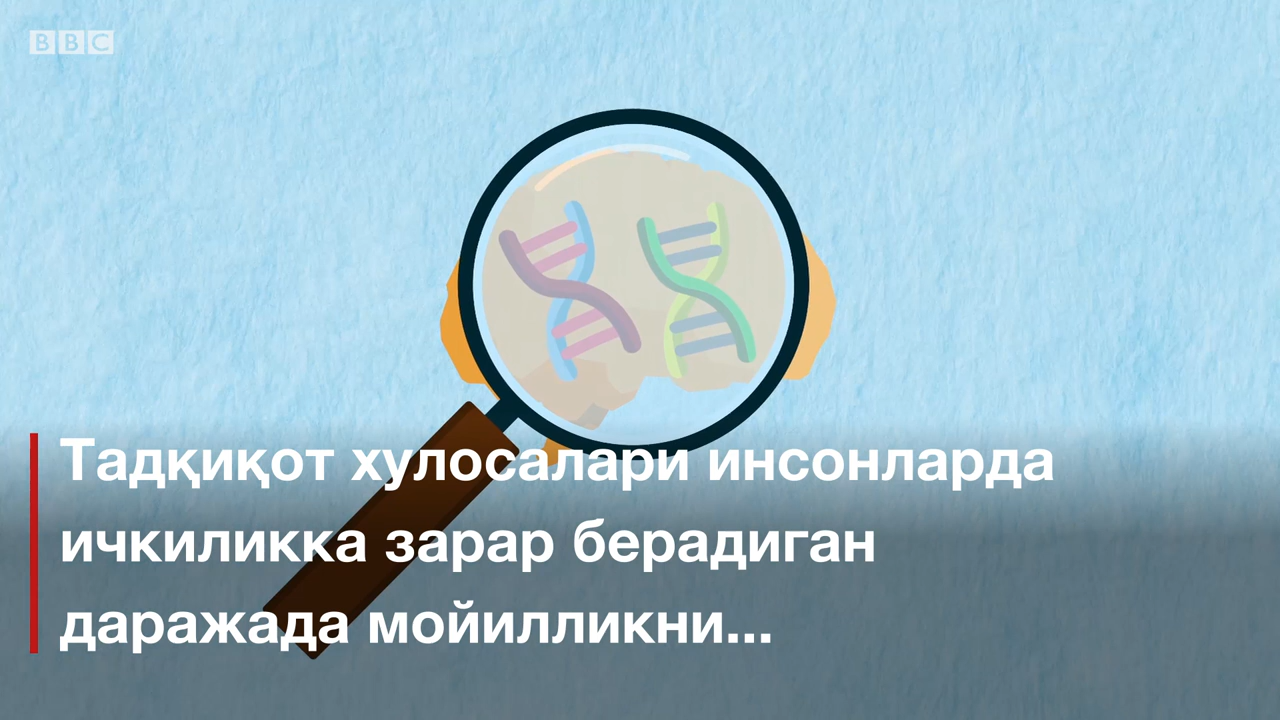 BBC
Тадқиқот хулосалари инсонларда
ичкиликка зарар берадиган
даражада мойилликни...